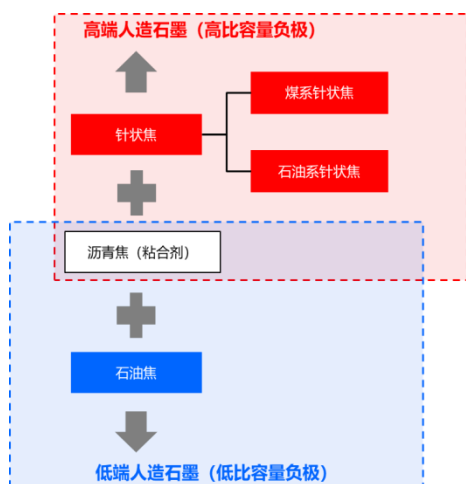 高端人造石墨（高比容量负极）
煤系针状焦
针状焦
石油系针状焦
沥青焦（粘合剂）
石油焦
低端人造石墨（低比容量负极）